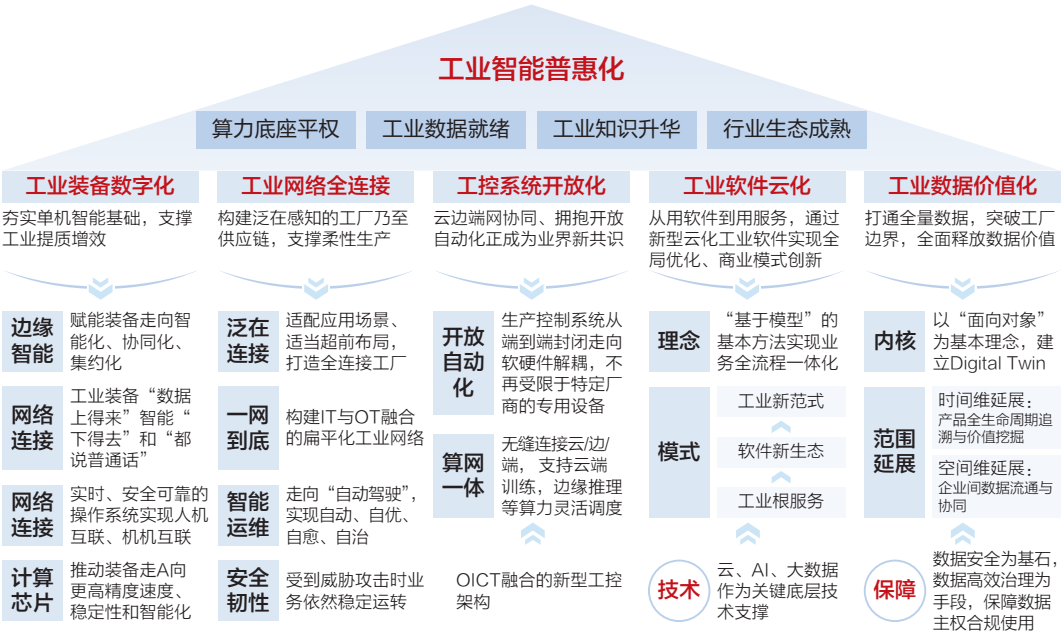 工业智能普惠化
算力底座平权
工业数据就绪
工业知识升华
行业生态成熟
工业装备数字化
夯实单机智能基础，支撑
工业提质增效
边缘
智能
赋能装备走向智
能化、协同化、
集约化
网络
连接
工业装备“数据
上得来”智能“
下得去”和“都
说普通话”
网络
连接
实时、安全可靠的
操作系统实现人机
互联、机机互联
计算
芯片
推动装备走A向
更高精度速度、
稳定性和智能化
工业网络全连接
构建泛在感知的工厂乃至
供应链，支撑柔性生产
泛在
连接
适配应用场景、
适当超前布局，
打造全连接工厂
一网
到底
构建IT与OT融合
的扁平化工业网络
智能
运维
走向“自动驾驶”，
实现自动、自优、
自愈、自治
安全
韧性
受到威胁攻击时业
务依然稳定运转
工控系统开放化
云边端网协同、拥抱开放
自动化正成为业界新共识
开放
自动
化
生产控制系统从
端到端封闭走向
软硬件解耦，不
再受限于特定厂
商的专用设备
算网
一体
无缝连接云/边/
端， 支持云端
训练，边缘推理
等算力灵活调度
OICT融合的新型工控
架构
工业软件云化
从用软件到用服务，通过
新型云化工业软件实现全
局优化、商业模式创新
理念
“基于模型”的
基本方法实现业
务全流程一体化
模式
工业新范式
软件新生态
工业根服务
技术
云、AI、大数据
作为关键底层技
术支撑
工业数据价值化
打通全量数据，突破工厂
边界，全面释放数据价值
内核
以“面向对象”
为基本理念，建
立Digital Twin
范围
延展
时间维延展：
产品全生命周期追
溯与价值挖掘
空间维延展：
企业间数据流通与
协同
保障
数据安全为基石，
数据高效治理为
手段，保障数据
主权合规使用